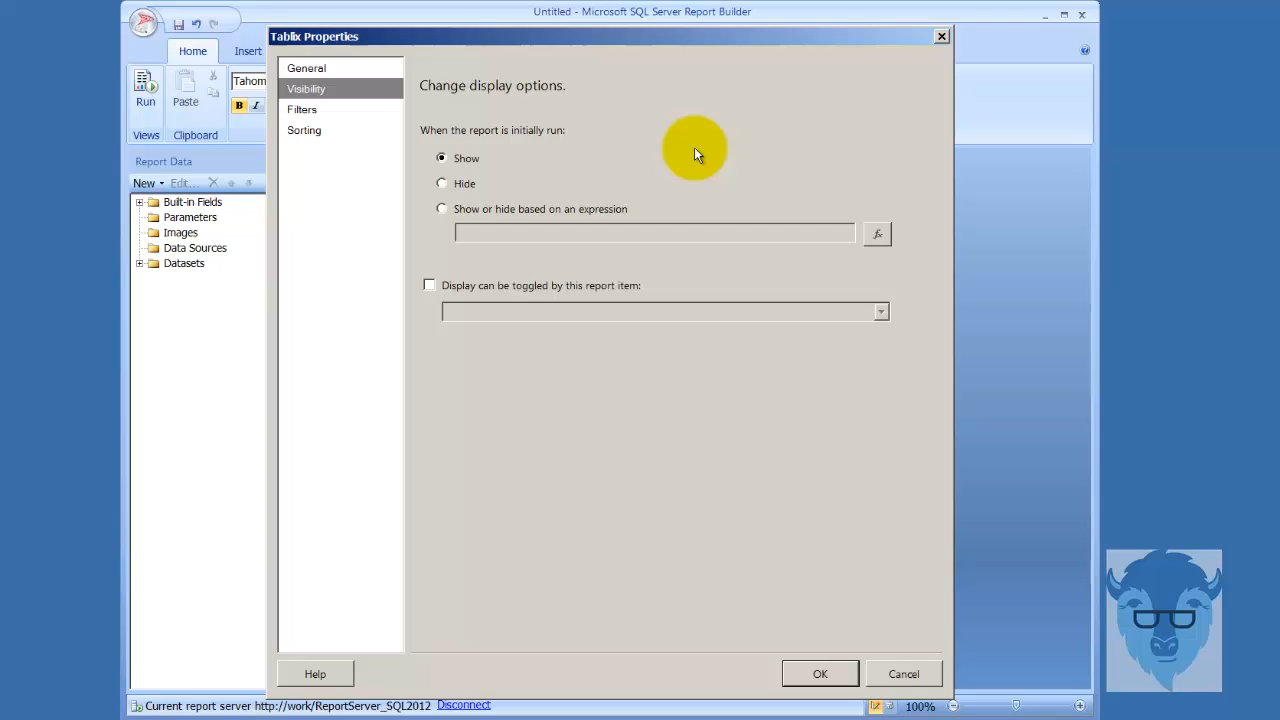 Untitled - Microsoft SQL Server Report Builder
Tablix Properties
Home
Insert
General
Visibility
Filters
Sorting
Change display options.
When the report is initially run:
Show
Hide
Show or hide based on an expression
fx
Display can be toggled by this report item:
Run
Paste
Tahom
B I
Views
Clipboard
Report Data
New
Edit...
Built-in Fields
Parameters
Images
Data Sources
Datasets
Help
OK
Cancel
Current report server http://work/ReportServer_SQL2012 Disconnect
100%